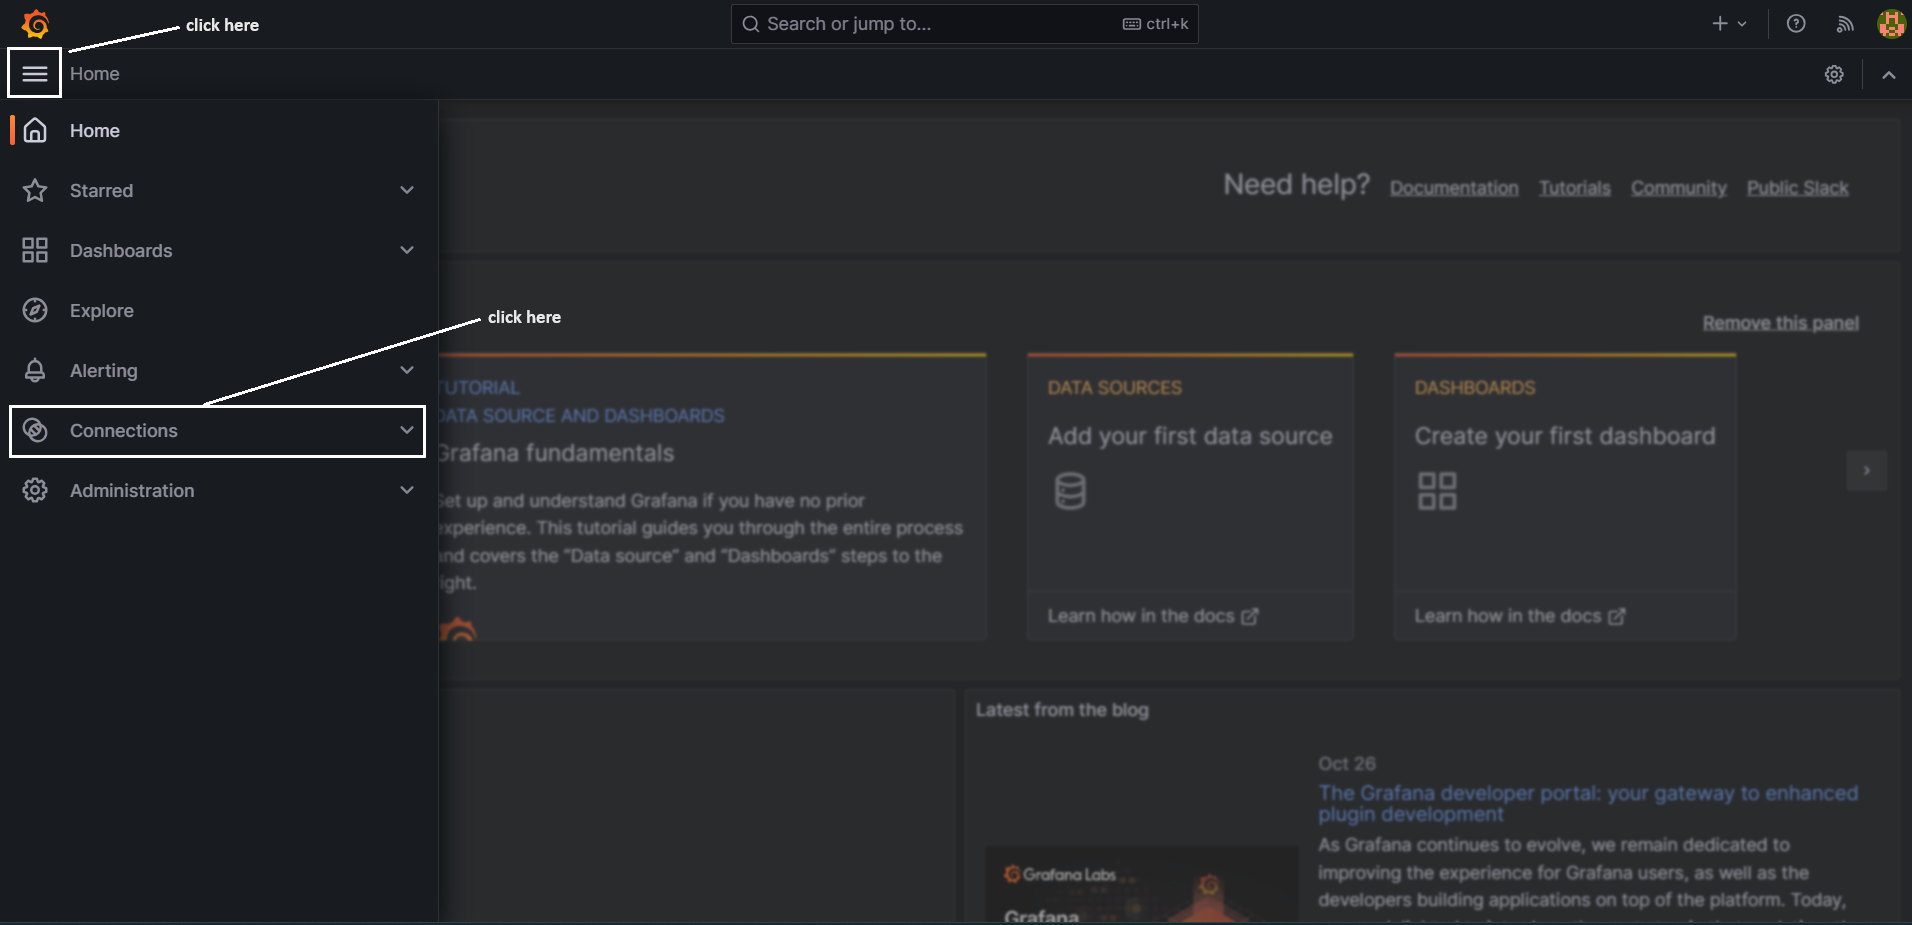 click here
Search or jump to...
ctrl+k
Home
Home
Starred
Dashboards
Explore
Alerting
Connections
Administration
click here
Need help?
Documentation
Tutorials
Community
Public Slack
Remove this panel
TUTORIAL
DATA SOURCE AND DASHBOARDS
Grafana fundamentals
Set up and understand Grafana if you have no prior
experience. This tutorial guides you through the entire process
and covers the "Data source" and "Dashboards" steps to the
right.
DATA SOURCES
Add your first data source
Learn how in the docs
DASHBOARDS
Create your first dashboard
Learn how in the docs
Latest from the blog
Oct 26
The Grafana developer portal: your gateway to enhanced
plugin development
As Grafana continues to evolve, we remain dedicated to
improving the experience for Grafana users, as well as the
developers building applications on top of the platform. Today,
Grafana Labs
Grafana